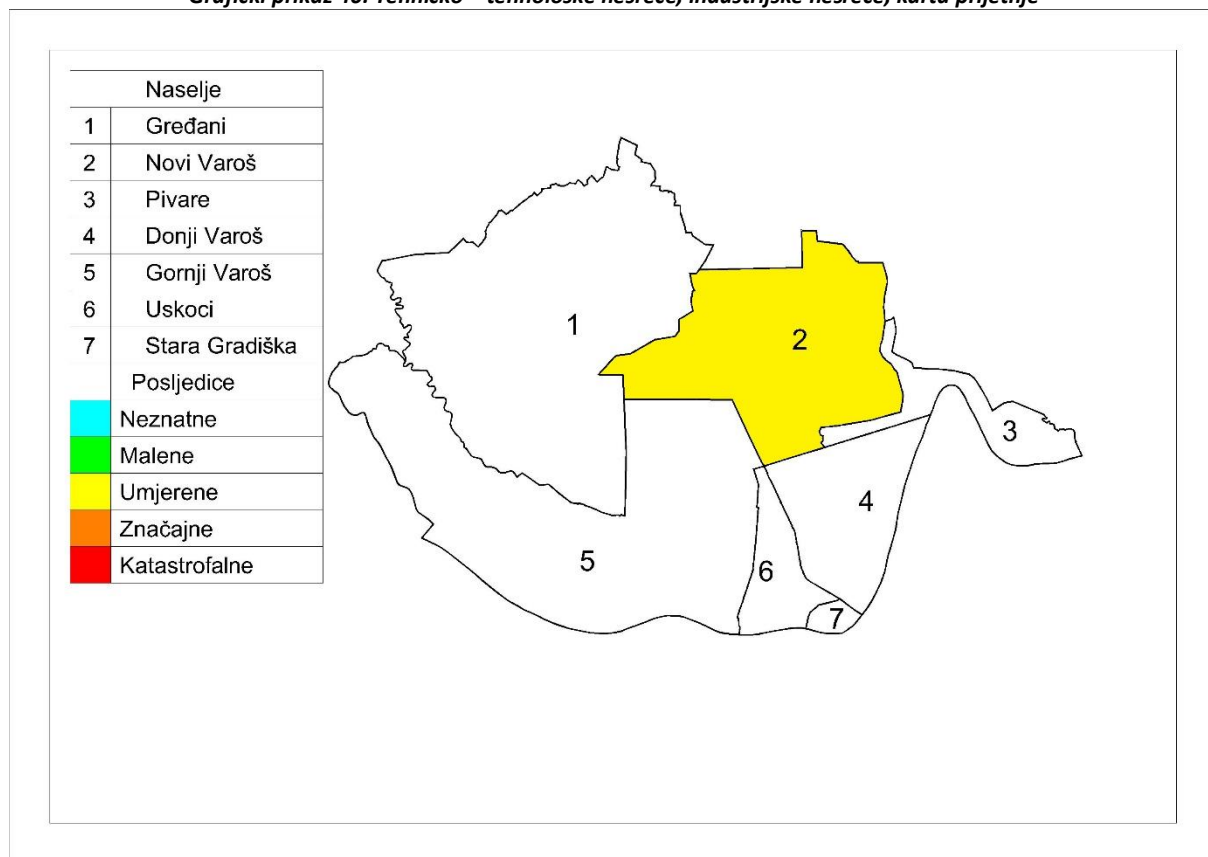 Naselje
1 Gređani
2 Novi Varoš
3 Pivare
4 Donji Varoš
5 Gornji Varoš
6 Uskoci
7 Stara Gradiška
Posljedice
Neznatne
Malene
Umjerene
Značajne
Katastrofalne
1
2
3
4
5
6
7